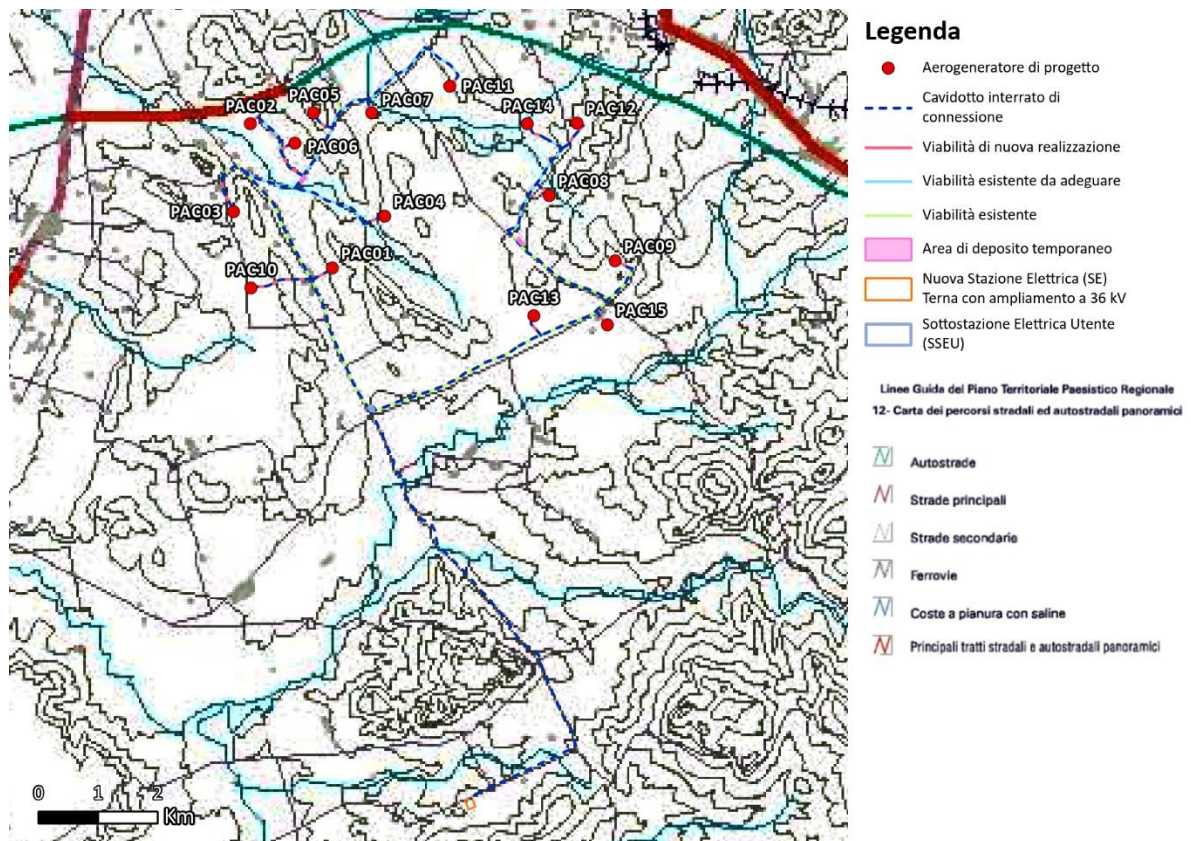 PAC11
PAC05
PAC02
PAC07
PAC14
PAC12
PAC06
PAC08
PAC03
PAC04
PAC09
PAC01
PAC10
PAC13
PAC15
0 1 2
Km
Legenda
Aerogeneratore di progetto
Cavidotto interrato di
connessione
Viabilità di nuova realizzazione
Viabilità esistente da adeguare
Viabilità esistente
Area di deposito temporaneo
Nuova Stazione Elettrica (SE)
Terna con ampliamento a 36 kV
Sottostazione Elettrica Utente
(SSEU)
Linee Guida del Piano Territoriale Paesistico Regionale
12- Carta dei percorsi stradali ed autostradali panoramici
Autostrade
Strade principali
Strade secondarie
Ferrovie
Coste a pianura con saline
Principali tratti stradali e autostradali panoramici